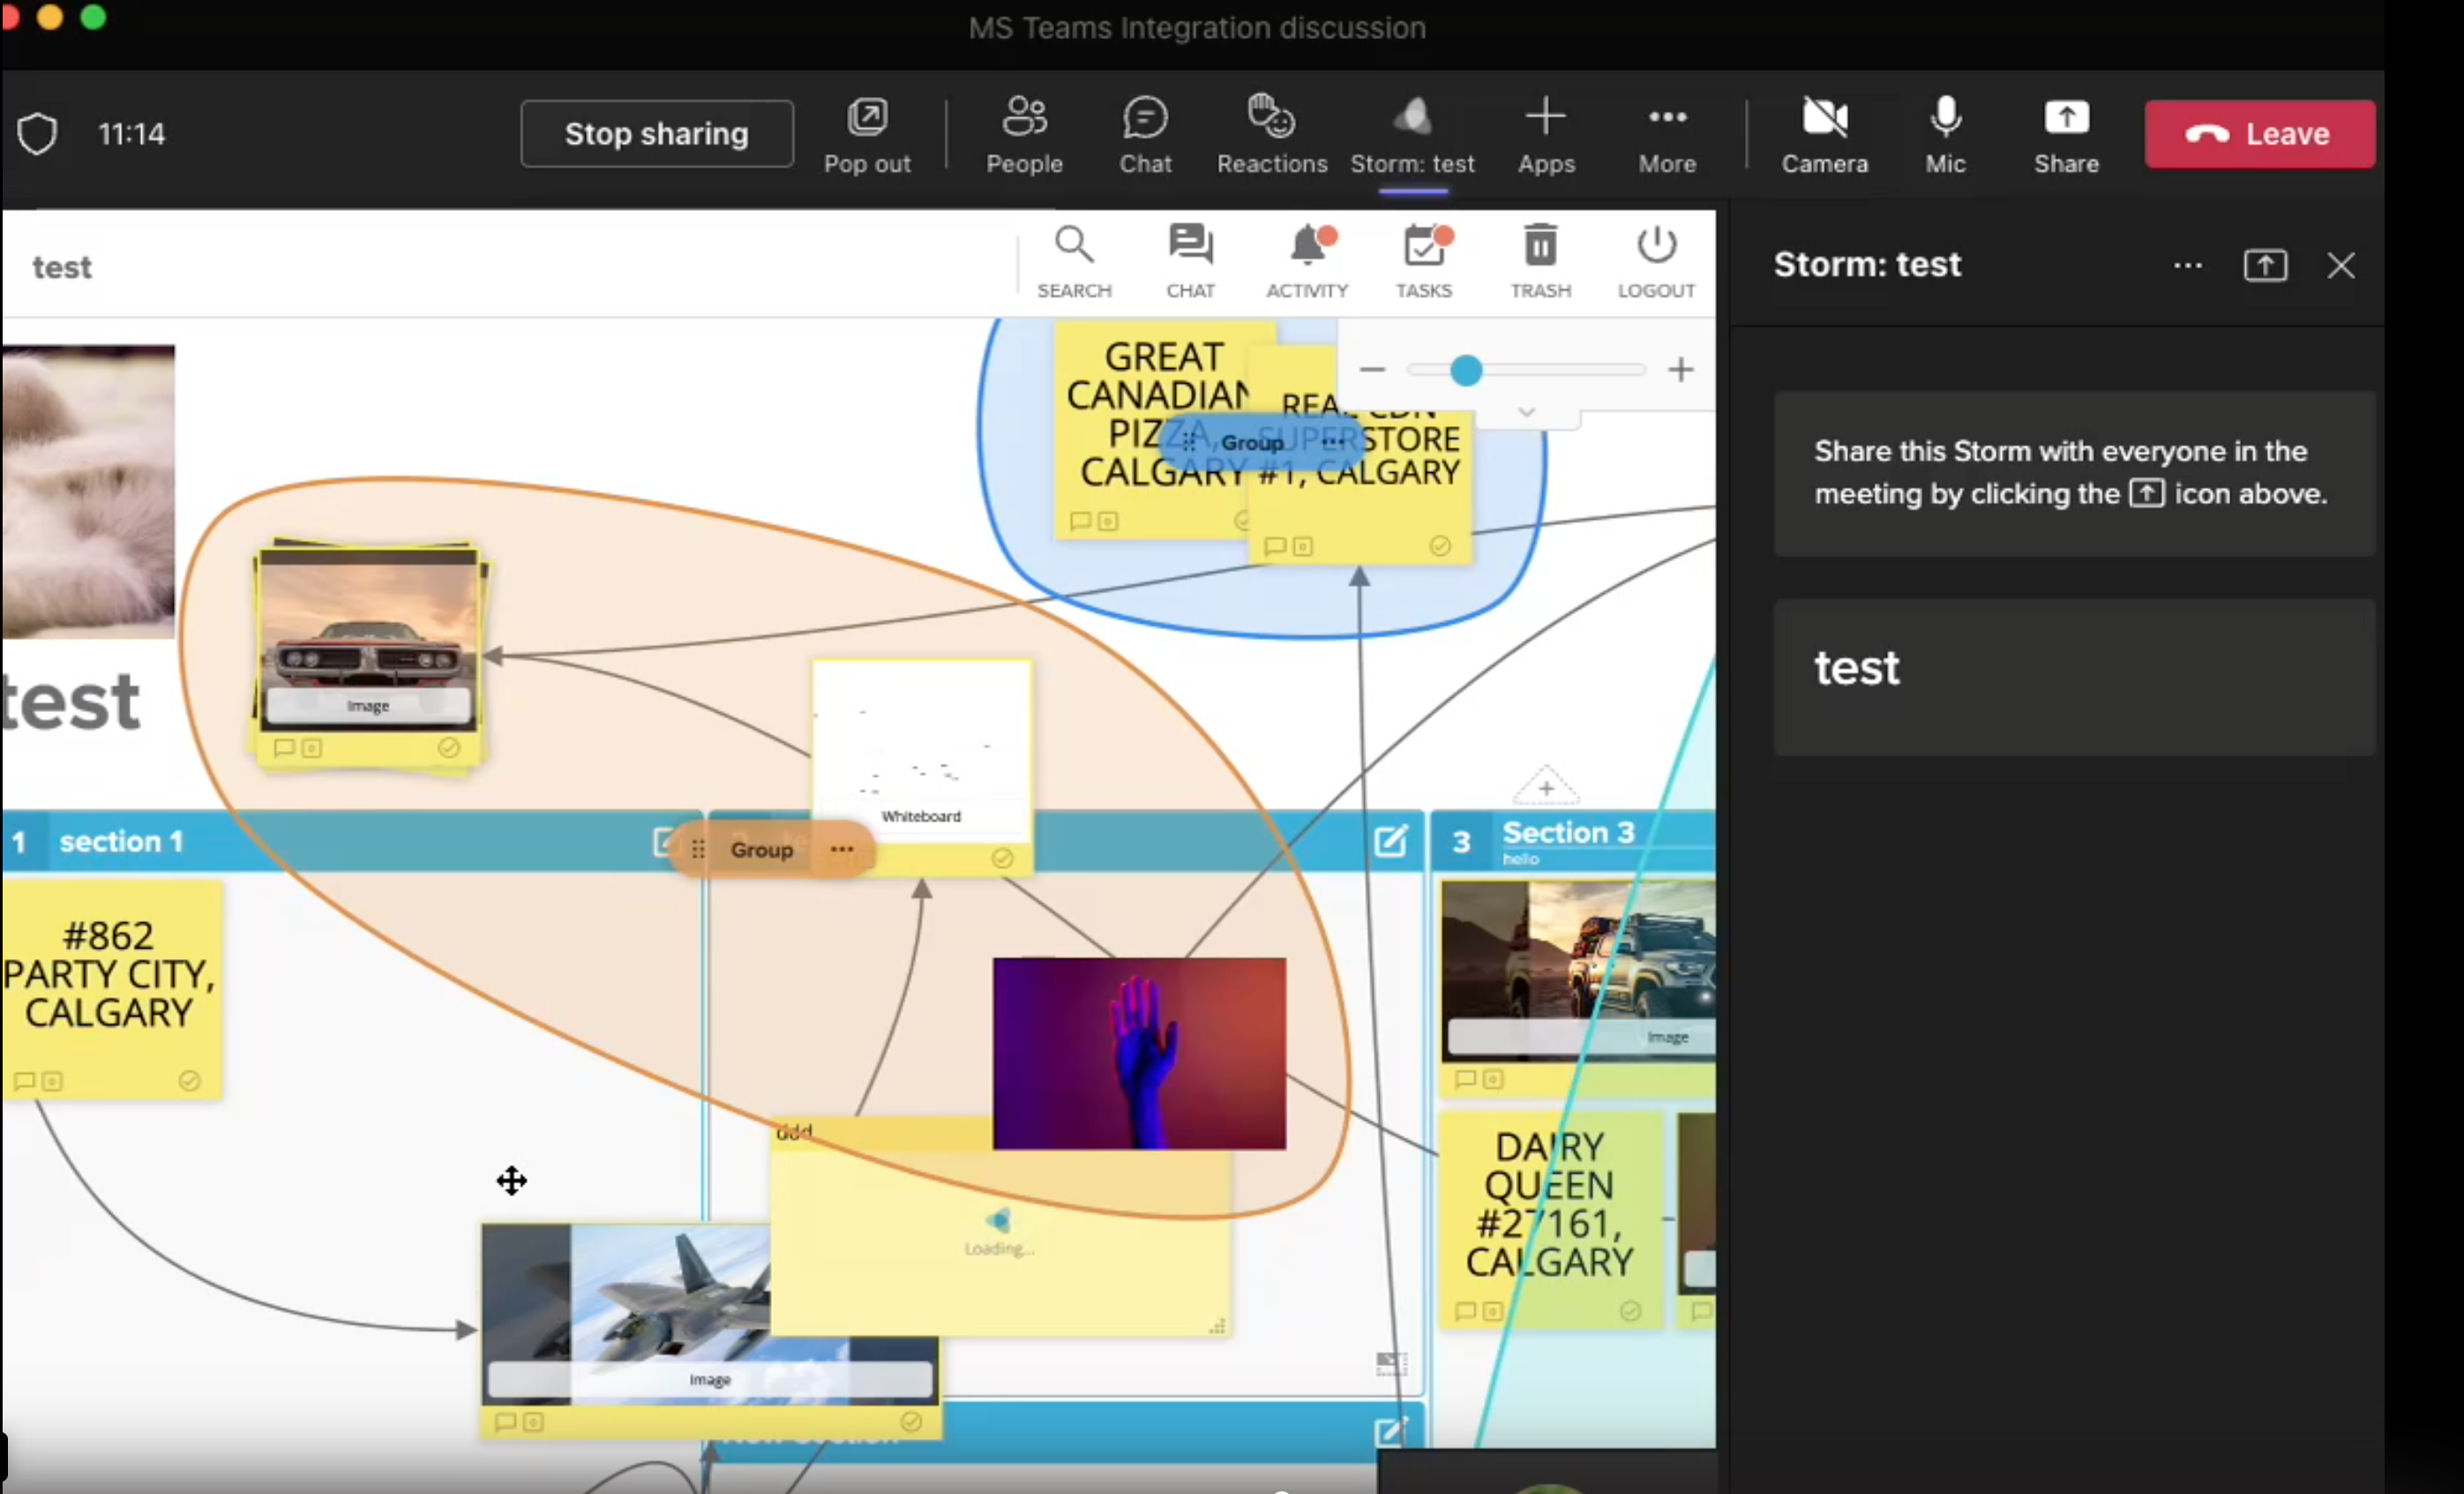 MS Teams Integration discussion
11:14
Stop sharing
Pop out
People
Chat
Reactions
Storm: test
Apps
More
Camera
Mic
Share
Leave
test
SEARCH
CHAT
ACTIVITY
TASKS
TRASH
LOGOUT
Storm: test
Share this Storm with everyone in the
meeting by clicking the icon above.
test
GREAT
CANADIAN
PIZZA,
CALGARY
REAL CDN
SUPERSTORE
#1, CALGARY
Group
Image
test
Whiteboard
1 section 1
Group
3 Section 3
hello
#862
PARTY CITY,
CALGARY
Image
ddd
Loading...
DAIRY
QUEEN
#27161,
CALGARY
Image